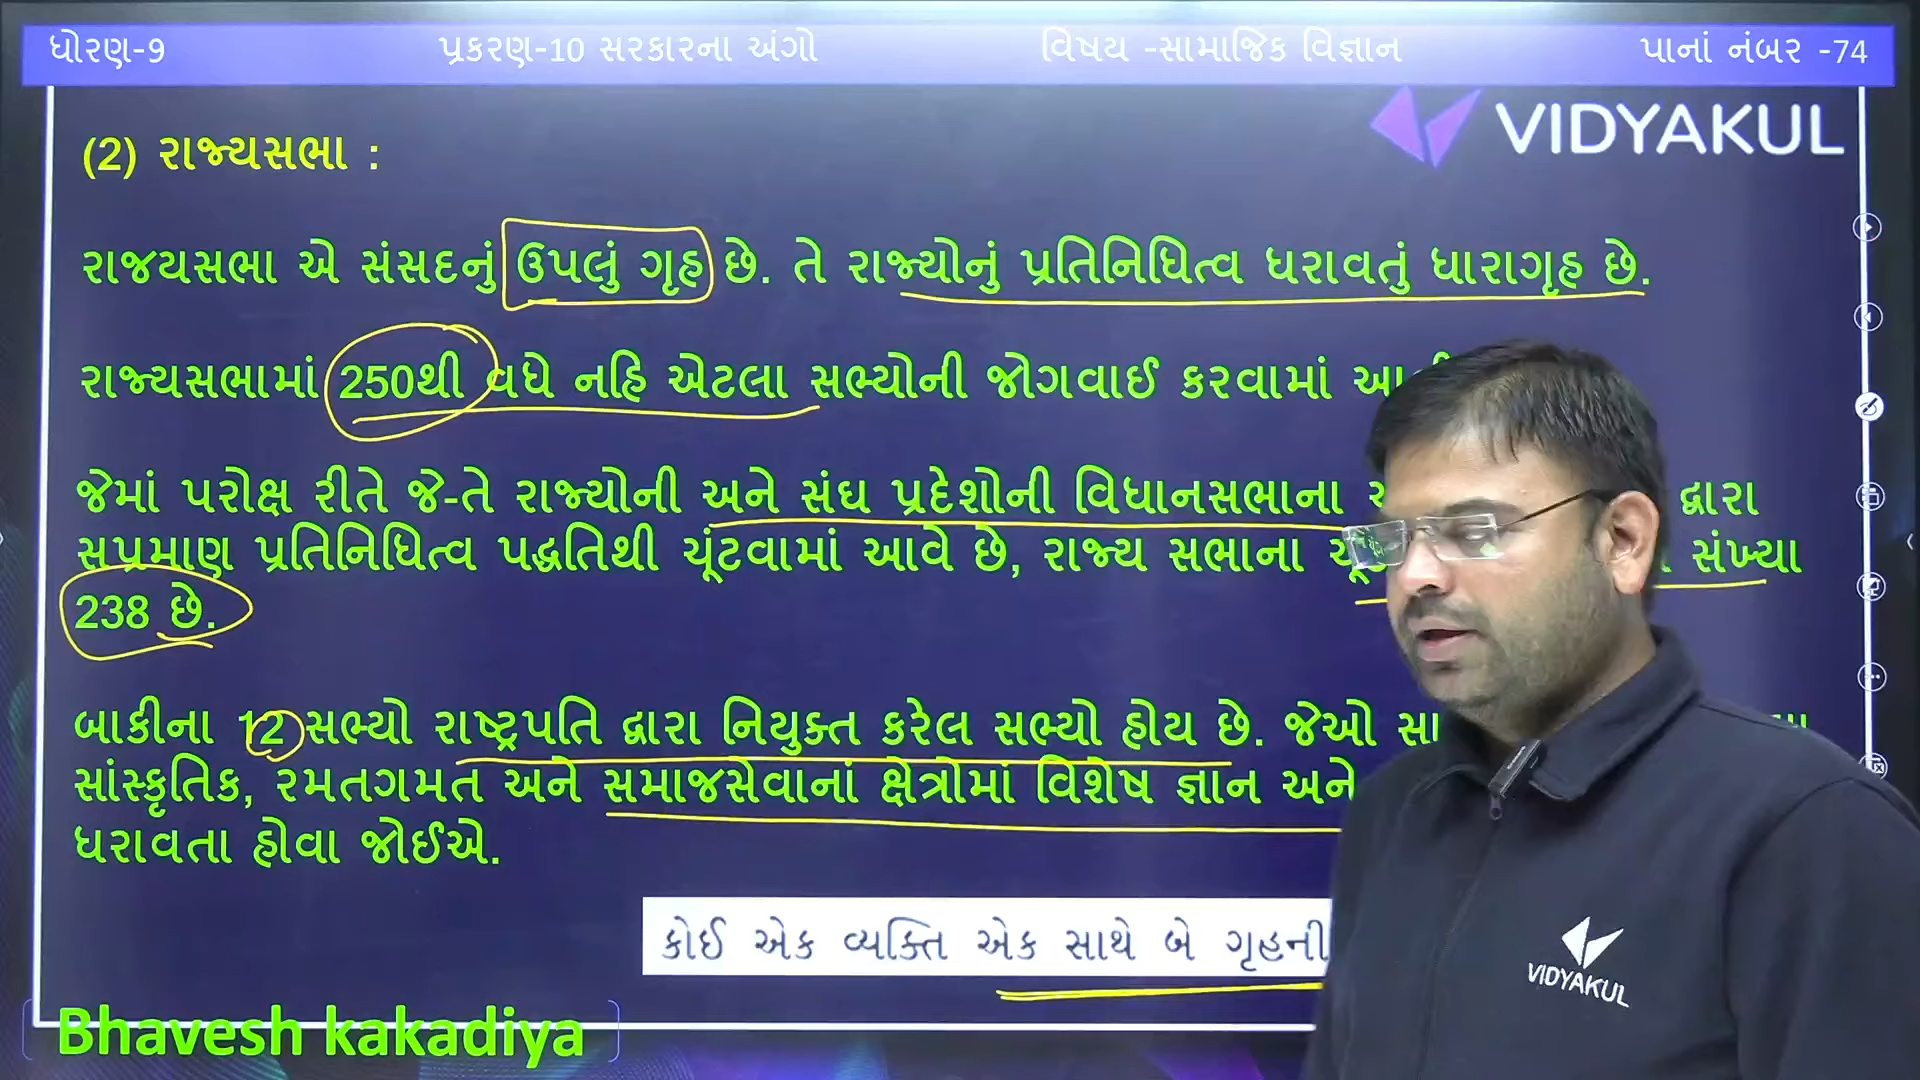 ધોરણ-9 પ્રકરણ-10 સરકારના અંગો વિષય -સામાજિક વિજ્ઞાન પાનાં નંબર -74
VIDYAKUL
(2) રાજ્યસભા :
રાજયસભા એ સંસદનું ઉપલું ગૃહ છે. તે રાજ્યોનું પ્રતિનિધિત્વ ધરાવતું ધારાગૃહ છે.
રાજ્યસભામાં 250થી વધે નહિ એટલા સભ્યોની જોગવાઈ કરવામાં
જેમાં પરોક્ષ રીતે જે-તે રાજ્યોની અને સંઘ પ્રદેશોની વિધાનસભાના દ્વારા
સપ્રમાણ પ્રતિનિધિત્વ પદ્ધતિથી ચૂંટવામાં આવે છે, રાજ્ય સભાના સંખ્યા
238 છે.
બાકીના 12 સભ્યો રાષ્ટ્રપતિ દ્વારા નિયુક્ત કરેલ સભ્યો હોય છે. જેઓ
સાંસ્કૃતિક, રમતગમત અને સમાજસેવાનાં ક્ષેત્રોમાં વિશેષ જ્ઞાન અને
ધરાવતા હોવા જોઈએ.
કોઈ એક વ્યક્તિ એક સાથે બે ગૃહની
VIDYAKUL
Bhavesh kakadiya